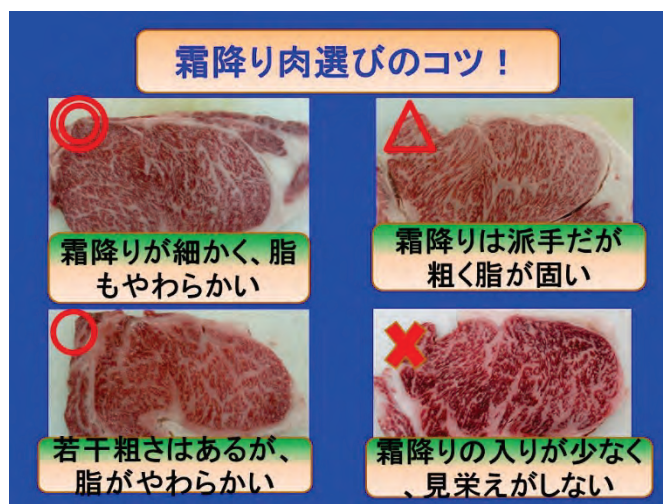 霜降り肉選びのコツ！
霜降りが細かく、脂
もやわらかい
霜降りは派手だが
粗く脂が固い
若干粗さはあるが、
脂がやわらかい
霜降りの入りが少なく
、見栄えがしない